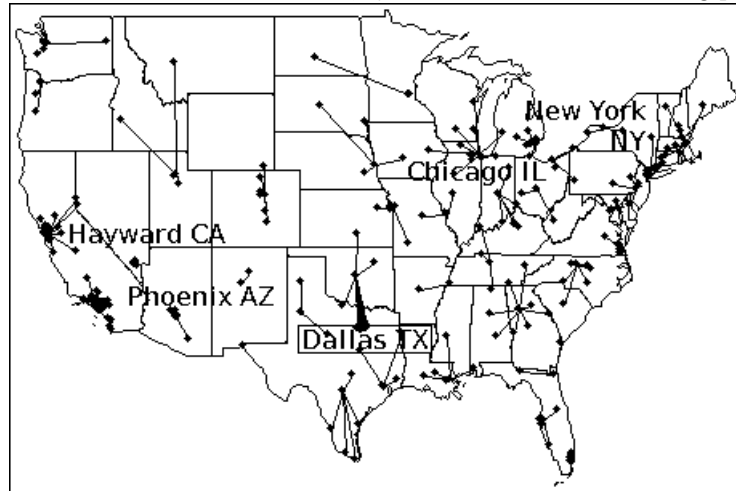 New York
NY
Chicago IL
Hayward CA
Phoenix AZ
Dallas TX